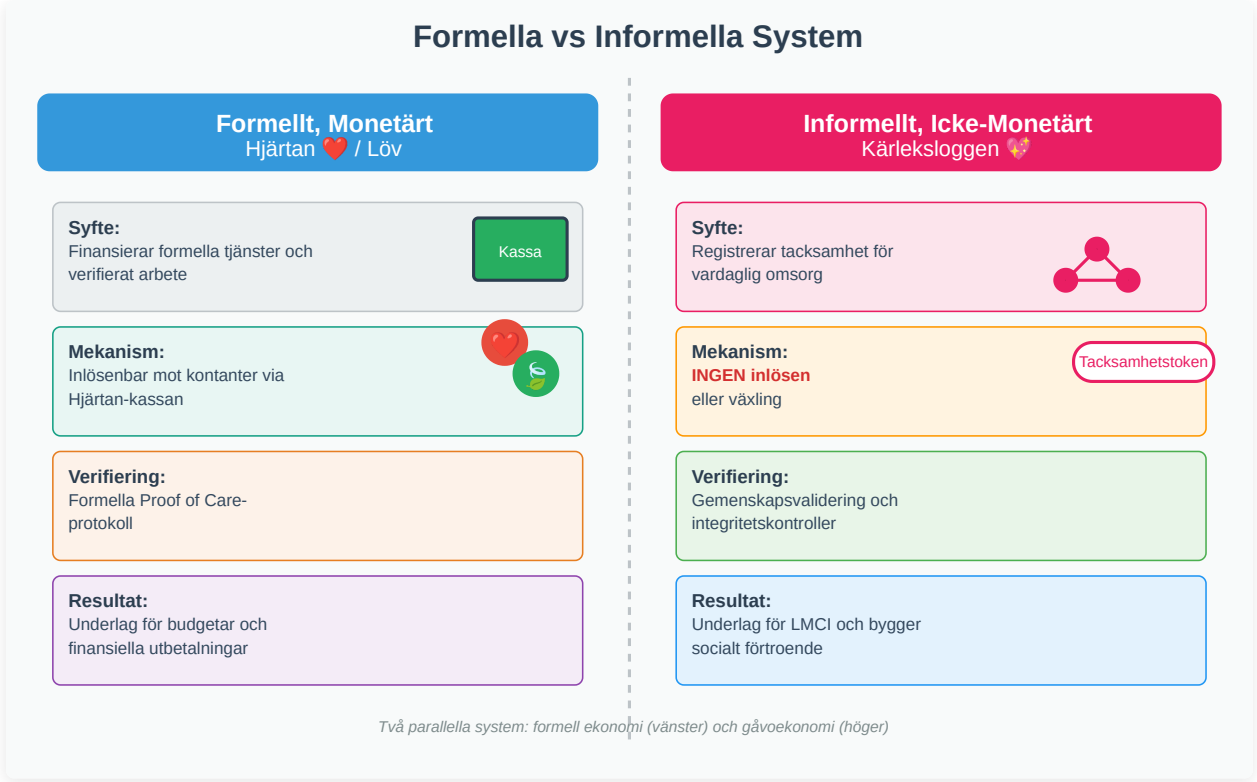 Formella vs Informella System
Formellt, Monetärt
Hjärtan ❤️ / Löv
Syfte:
Finansierar formella tjänster och
verifierat arbete
Kassa
Mekanism:
Inlösenbar mot kontanter via
Hjärtan-kassan
Verifiering:
Formella Proof of Care-
protokoll
Resultat:
Underlag för budgetar och
finansiella utbetalningar
Informellt, Icke-Monetärt
Kärleksloggen 💖
Syfte:
Registrerar tacksamhet för
vardaglig omsorg
Mekanism:
INGEN inlösen
eller växling
Tacksamhetstoken
Verifiering:
Gemenskapsvalidering och
integritetskontroller
Resultat:
Underlag för LMCI och bygger
socialt förtroende
Två parallella system: formell ekonomi (vänster) och gåvoekonomi (höger)